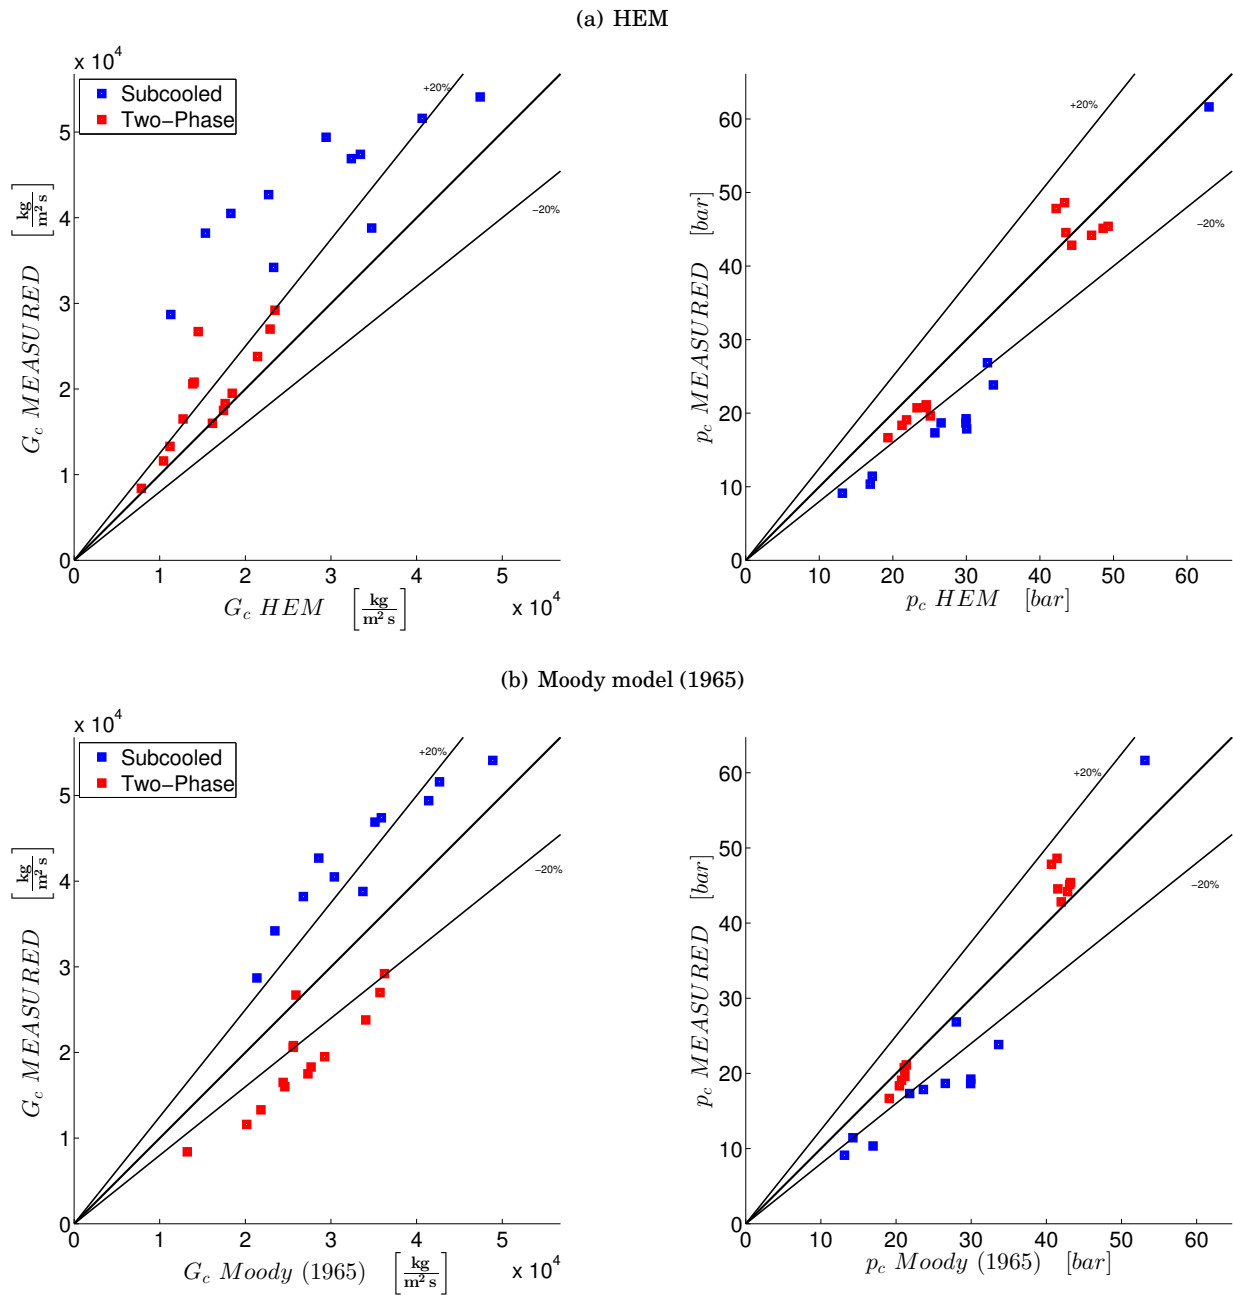 (a) HEM
x 10^4
Subcooled
Two-Phase
+20%
-20%
5
4
3
2
1
0
0 1 2 3 4 5
x 10^4
G_c MEASURED [kg/m² s]
G_c HEM [kg/m² s]
+20%
-20%
60
50
40
30
20
10
0
10 20 30 40 50 60
p_c MEASURED [bar]
p_c HEM [bar]
(b) Moody model (1965)
x 10^4
Subcooled
Two-Phase
+20%
-20%
5
4
3
2
1
0
0 1 2 3 4 5
x 10^4
G_c MEASURED [kg/m² s]
G_c Moody (1965) [kg/m² s]
+20%
-20%
60
50
40
30
20
10
0
10 20 30 40 50 60
p_c MEASURED [bar]
p_c Moody (1965) [bar]